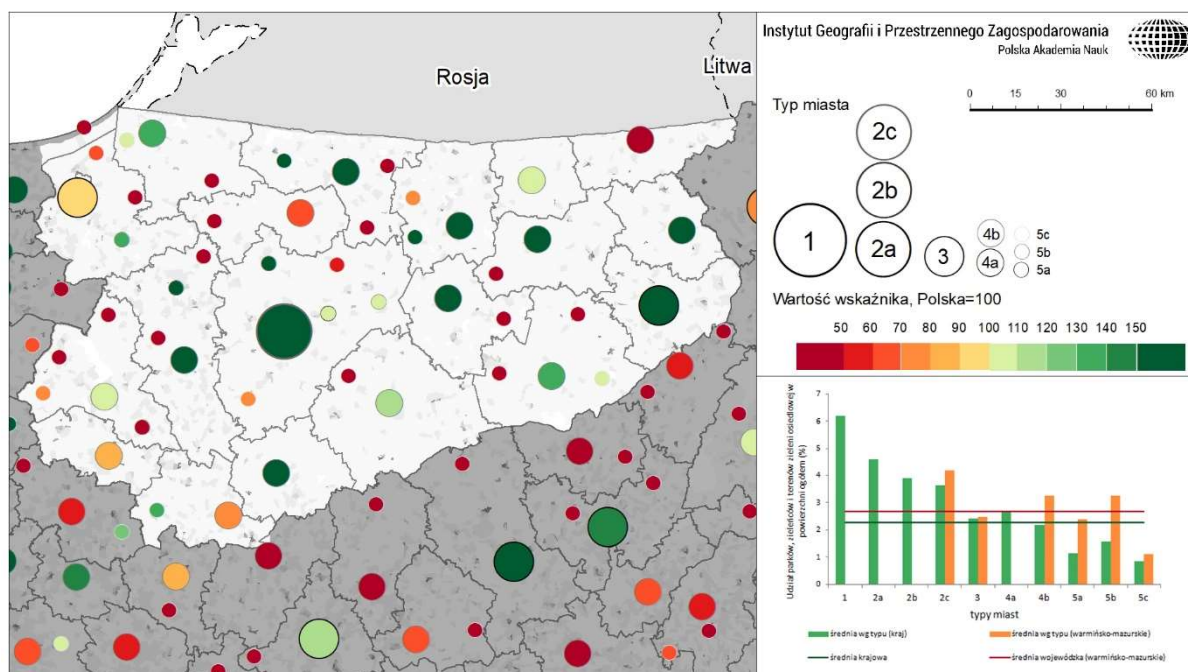 Rosja
Litwa
Instytut Geografii i Przestrzennego Zagospodarowania
Polska Akademia Nauk
Typ miasta
0 15 30 60 km
2c
2b
1
2a
3
4b
4a
5c
5b
5a
Wartość wskaźnika, Polska=100
50 60 70 80 90 100 110 120 130 140 150
Udział parków, zieleńców i terenów zieleni osiedlowej w
powierzchni ogółem (%)
7
6
5
4
3
2
1
0
1 2a 2b 2c 3 4a 4b 5a 5b 5c
typy miast
średnia wg typu (kraj)
średnia wg typu (warmińsko-mazurskie)
średnia krajowa
średnia wojewódzka (warmińsko-mazurskie)